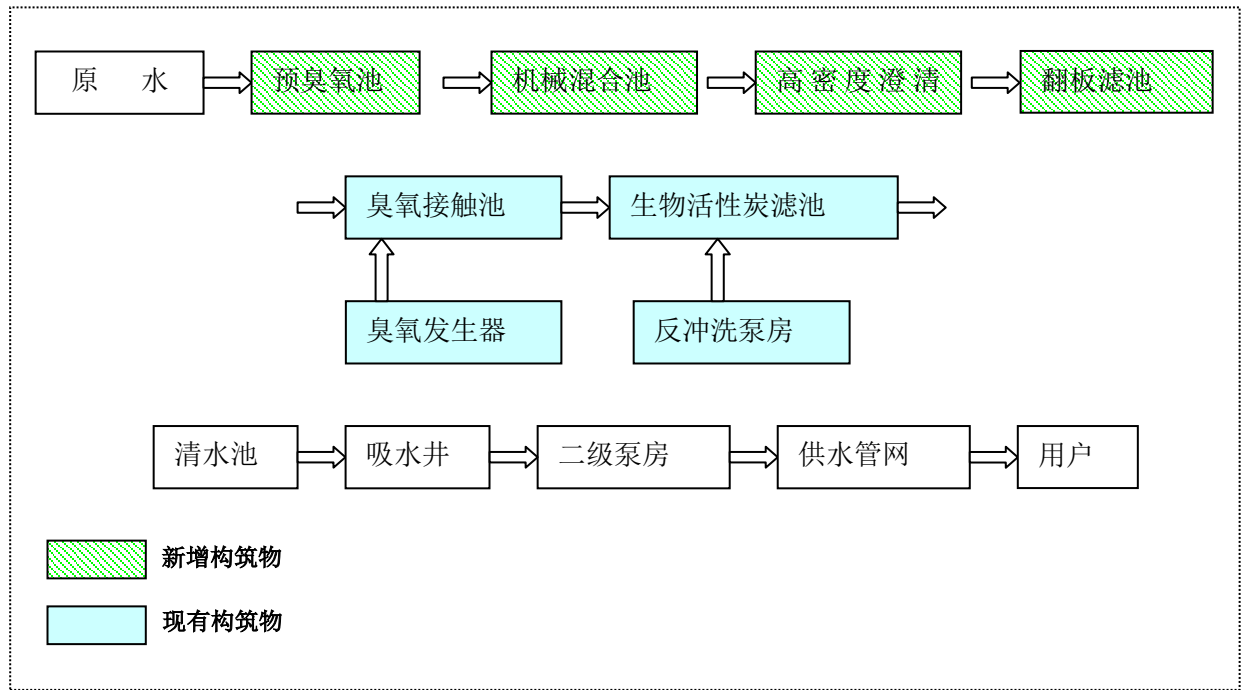 原 水
预臭氧池
机械混合池
高密度澄清
翻板滤池
臭氧接触池
生物活性炭滤池
臭氧发生器
反冲洗泵房
清水池
吸水井
二级泵房
供水管网
用户
新增构筑物
现有构筑物